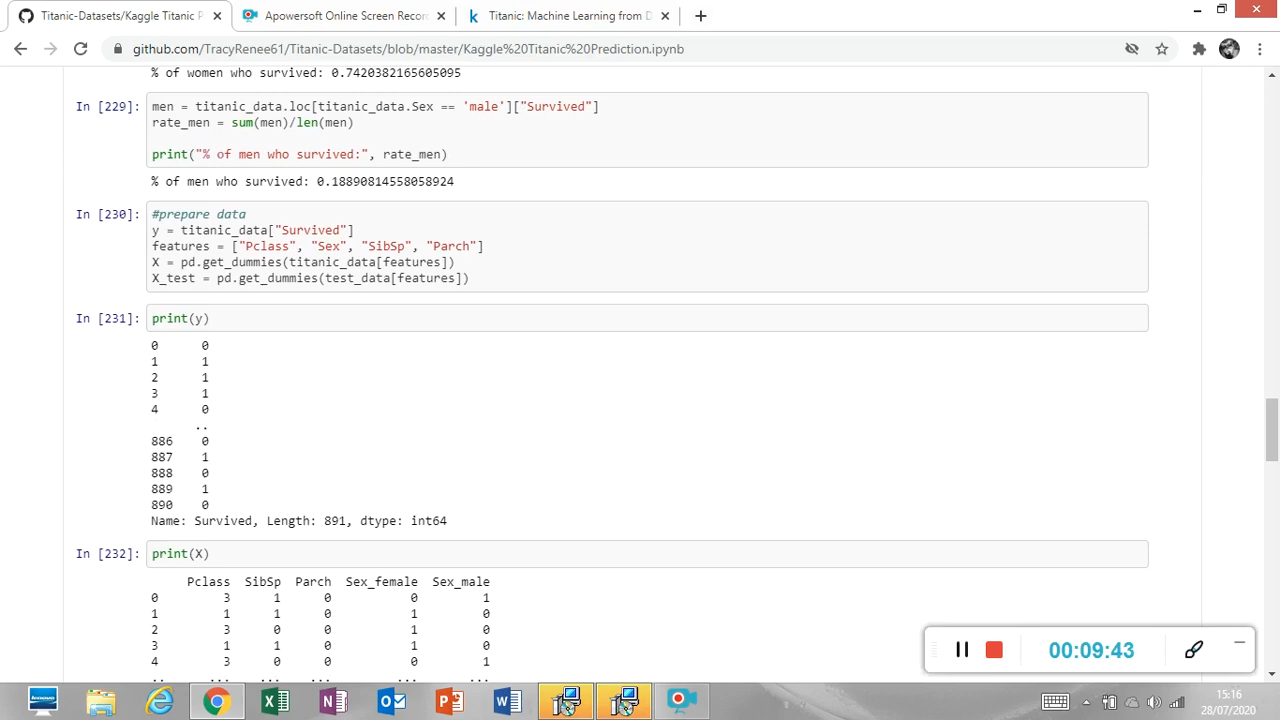 Titanic-Datasets/Kaggle Titanic P
Apowersoft Online Screen Record
Titanic: Machine Learning from D
github.com/TracyRenee61/Titanic-Datasets/blob/master/Kaggle%20Titanic%20Prediction.ipynb
% of women who survived: 0.7420382165605095
In [229]: men = titanic_data.loc[titanic_data.Sex == 'male']["Survived"]
rate_men = sum(men)/len(men)
print("% of men who survived:", rate_men)
% of men who survived: 0.18890814558058924
In [230]: #prepare data
y = titanic_data["Survived"]
features = ["Pclass", "Sex", "SibSp", "Parch"]
X = pd.get_dummies(titanic_data[features])
X_test = pd.get_dummies(test_data[features])
In [231]: print(y)
0 0
1 1
2 1
3 1
4 0
..
886 0
887 1
888 0
889 1
890 0
Name: Survived, Length: 891, dtype: int64
In [232]: print(X)
Pclass SibSp Parch Sex_female Sex_male
0 3 1 0 0 1
1 1 1 0 1 0
2 3 0 0 1 0
3 1 1 0 1 0
4 3 0 0 0 1
.. ... ... ... ... ...
00:09:43
15:16
28/07/2020